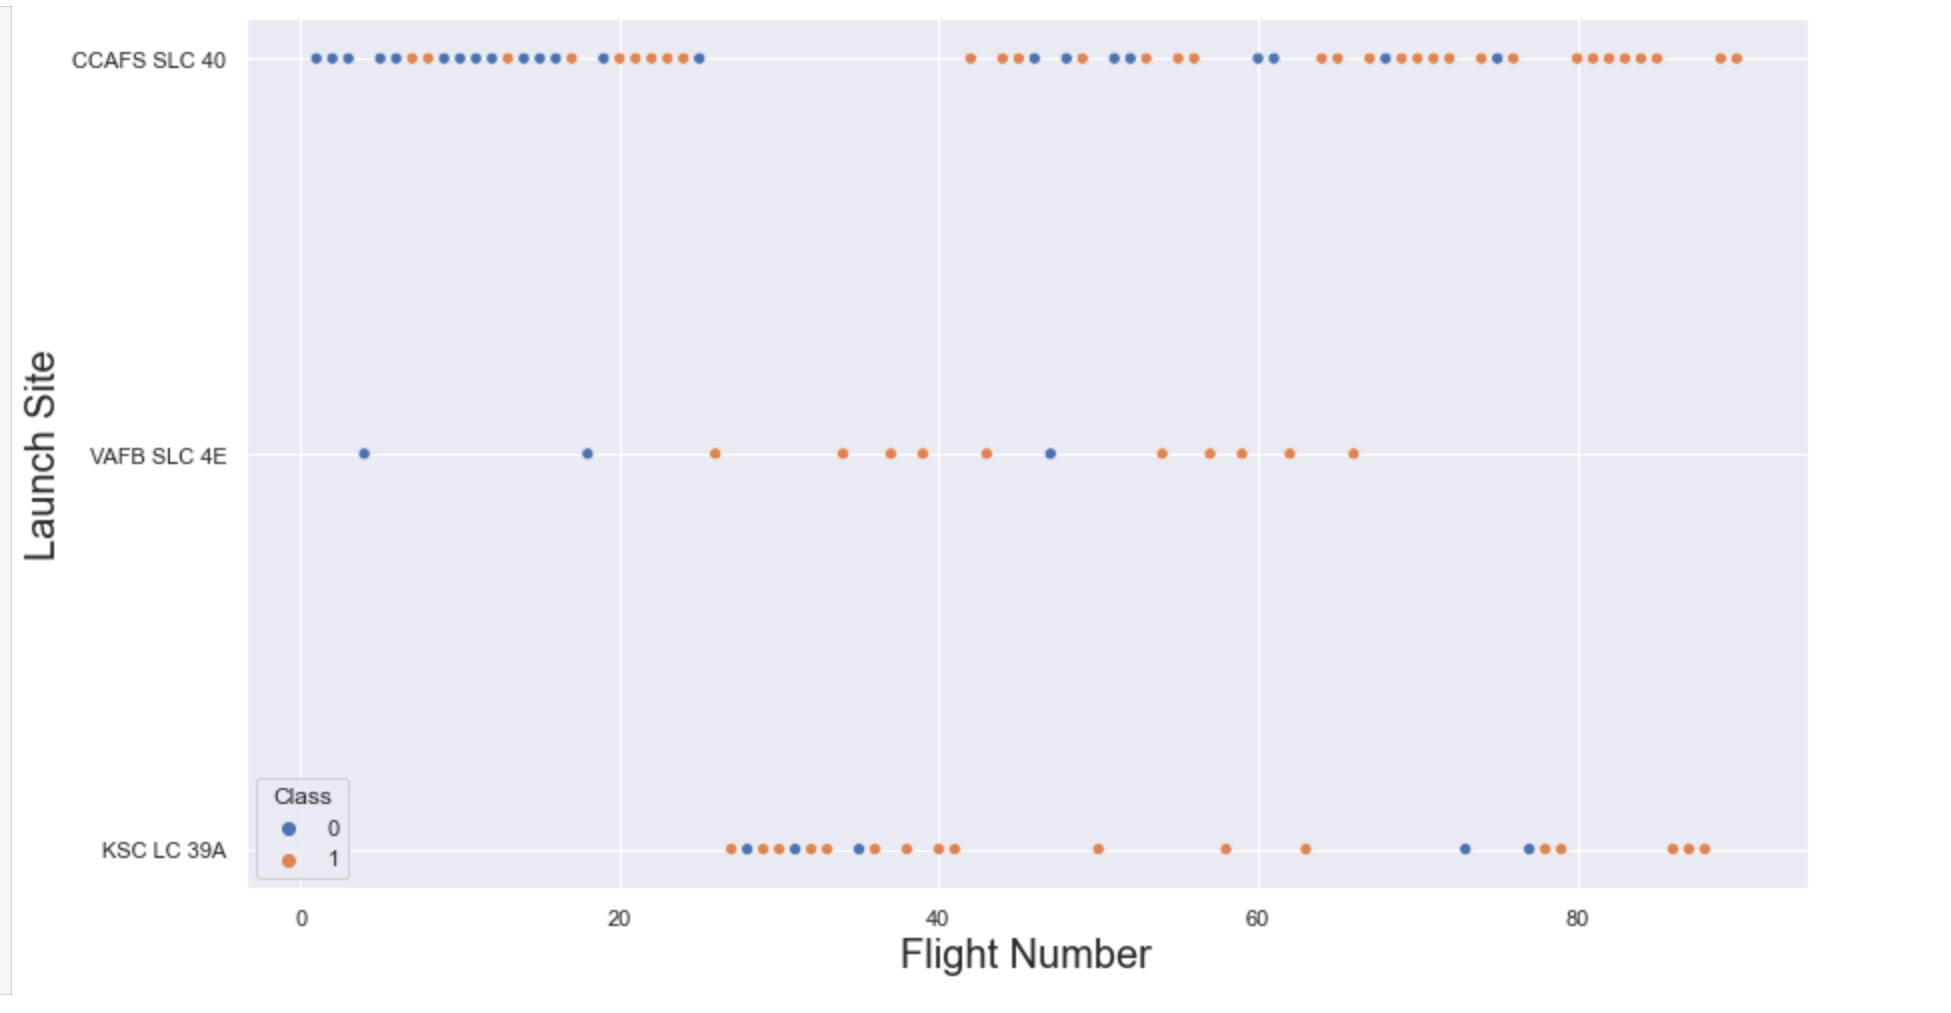 CCAFS SLC 40
VAFB SLC 4E
KSC LC 39A
Launch Site
Class
0
1
0 20 40 60 80
Flight Number